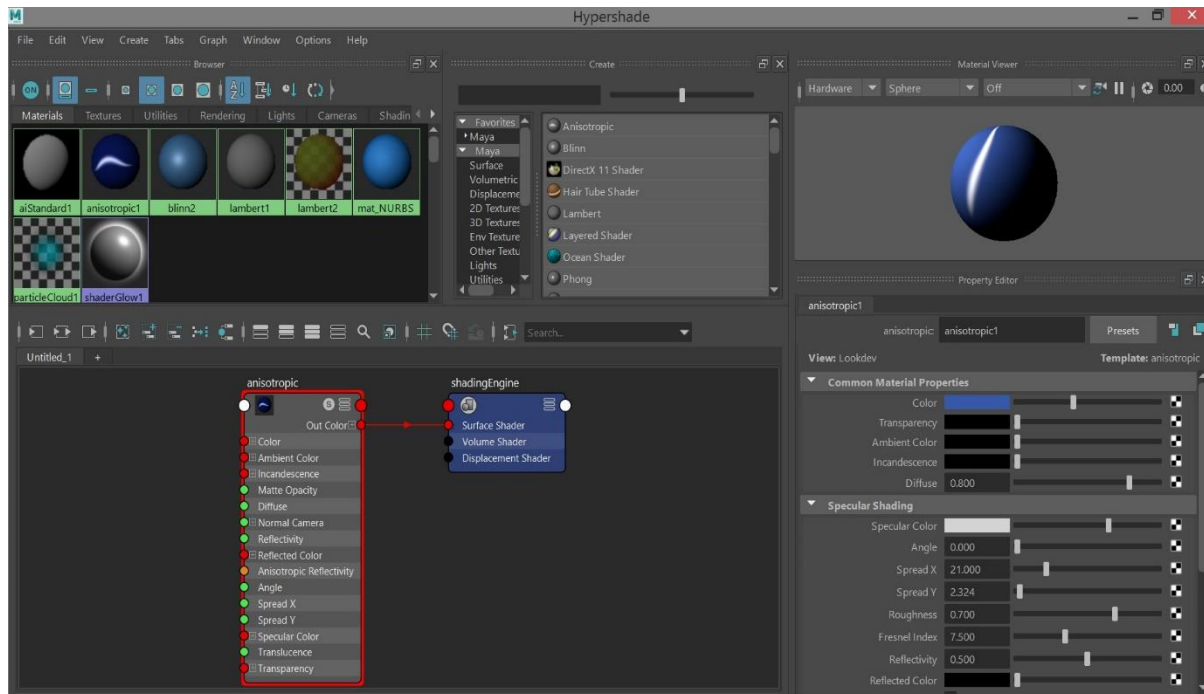 M
Hypershade
File Edit View Create Tabs Graph Window Options Help
Browser
ON
Materials Textures Utilities Rendering Lights Cameras Shadin
aiStandard1 anisotropic1 blinn2 lambert1 lambert2 mat_NURBS
particleCloud1 shaderGlow1
Create
Favorites
Maya
Maya
Surface
Volumetric
Displaceme
2D Textures
3D Textures
Env Texture
Other Textu
Lights
Utilities
Anisotropic
Blinn
DirectX 11 Shader
Hair Tube Shader
Lambert
Layered Shader
Ocean Shader
Phong
Material Viewer
Hardware Sphere Off 0.00
Search...
Untitled_1 +
anisotropic
S
Out Color
Color
Ambient Color
Incandescence
Matte Opacity
Diffuse
Normal Camera
Reflectivity
Reflected Color
Anisotropic Reflectivity
Angle
Spread X
Spread Y
Specular Color
Translucence
Transparency
shadingEngine
Surface Shader
Volume Shader
Displacement Shader
Property Editor
anisotropic1
anisotropic: anisotropic1 Presets
View: Lookdev Template: anisotropic
Common Material Properties
Color
Transparency
Ambient Color
Incandescence
Diffuse 0.800
Specular Shading
Specular Color
Angle 0.000
Spread X 21.000
Spread Y 2.324
Roughness 0.700
Fresnel Index 7.500
Reflectivity 0.500
Reflected Color